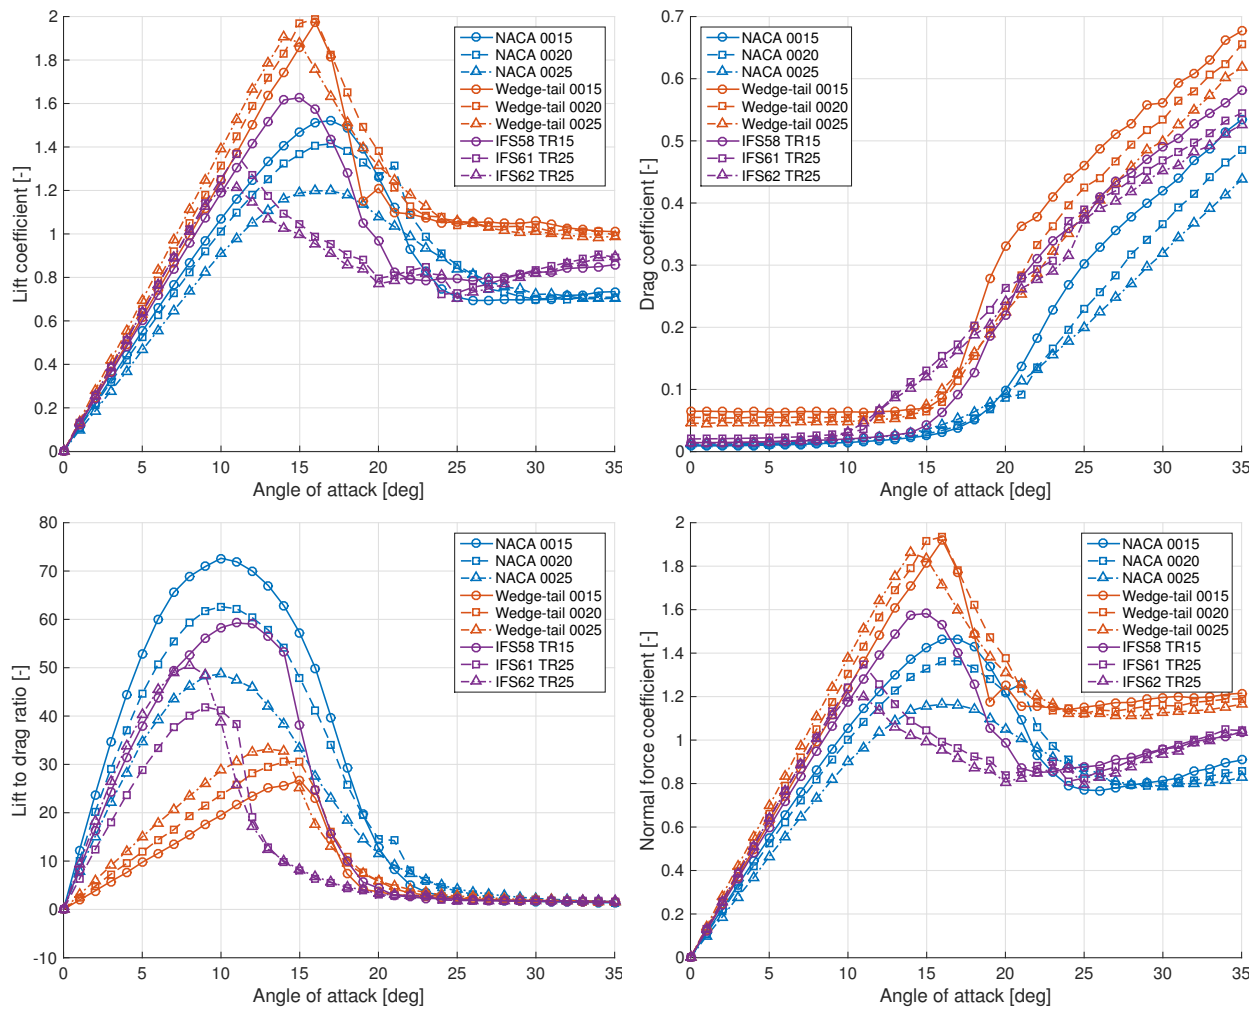 2
1.8
1.6
1.4
1.2
1
0.8
0.6
0.4
0.2
0
Lift coefficient [-]
NACA 0015
NACA 0020
NACA 0025
Wedge-tail 0015
Wedge-tail 0020
Wedge-tail 0025
IFS58 TR15
IFS61 TR25
IFS62 TR25
0 5 10 15 20 25 30 35
Angle of attack [deg]
0.7
0.6
0.5
0.4
0.3
0.2
0.1
0
Drag coefficient [-]
NACA 0015
NACA 0020
NACA 0025
Wedge-tail 0015
Wedge-tail 0020
Wedge-tail 0025
IFS58 TR15
IFS61 TR25
IFS62 TR25
0 5 10 15 20 25 30 35
Angle of attack [deg]
80
70
60
50
40
30
20
10
0
-10
Lift to drag ratio [-]
NACA 0015
NACA 0020
NACA 0025
Wedge-tail 0015
Wedge-tail 0020
Wedge-tail 0025
IFS58 TR15
IFS61 TR25
IFS62 TR25
0 5 10 15 20 25 30 35
Angle of attack [deg]
2
1.8
1.6
1.4
1.2
1
0.8
0.6
0.4
0.2
0
Normal force coefficient [-]
NACA 0015
NACA 0020
NACA 0025
Wedge-tail 0015
Wedge-tail 0020
Wedge-tail 0025
IFS58 TR15
IFS61 TR25
IFS62 TR25
0 5 10 15 20 25 30 35
Angle of attack [deg]